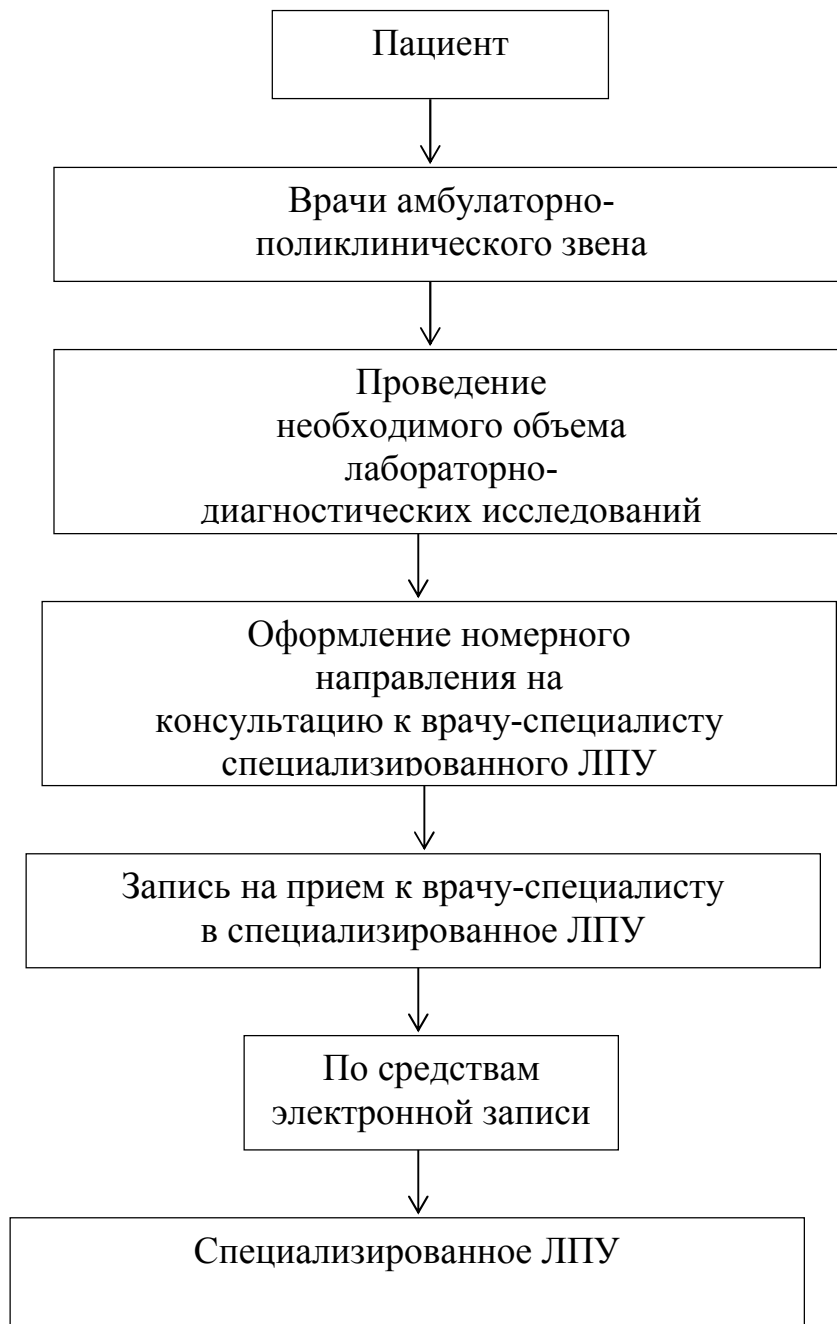 Пациент
Врачи амбулаторно-
поликлинического звена
Проведение
необходимого объема
лабораторно-
диагностических исследований
Оформление номерного
направления на
консультацию к врачу-специалисту
специализированного ЛПУ
Запись на прием к врачу-специалисту
в специализированное ЛПУ
По средствам
электронной записи
Специализированное ЛПУ